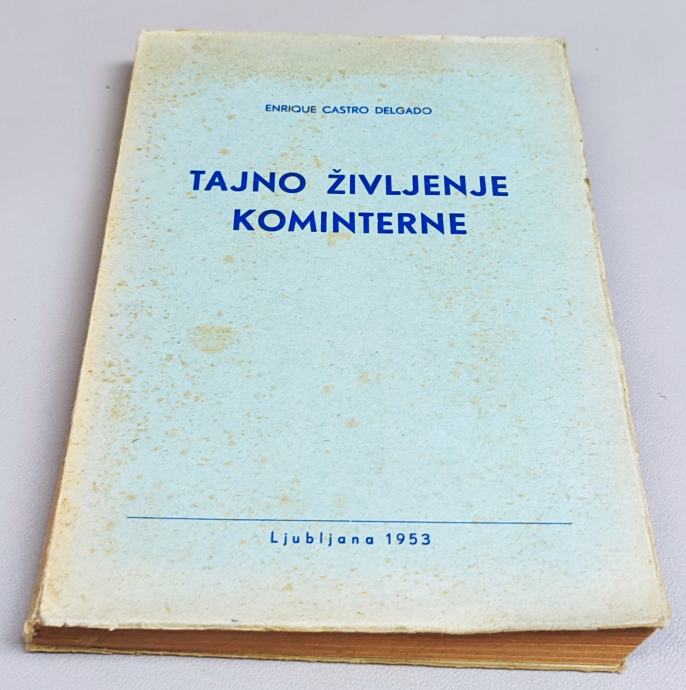 ENRIQUE CASTRO DELGADO
TAJNO ŽIVLJENJE
KOMINTERNE
Ljubljana 1953